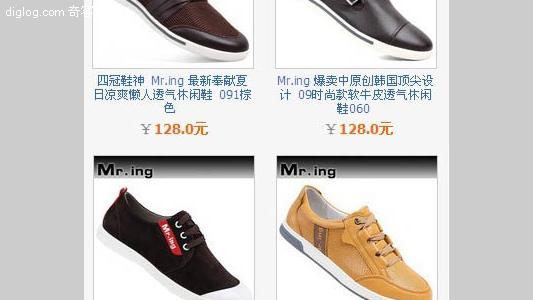 diglog.com 奇客
四冠鞋神 Mr.ing 最新奉献夏
日凉爽懒人透气休闲鞋 091棕
色
￥128.0元
Mr.ing 爆卖中原创韩国顶尖设
计 09时尚款软牛皮透气休闲
鞋060
￥128.0元
Mr.ing
Mr.ing
Mr.ing